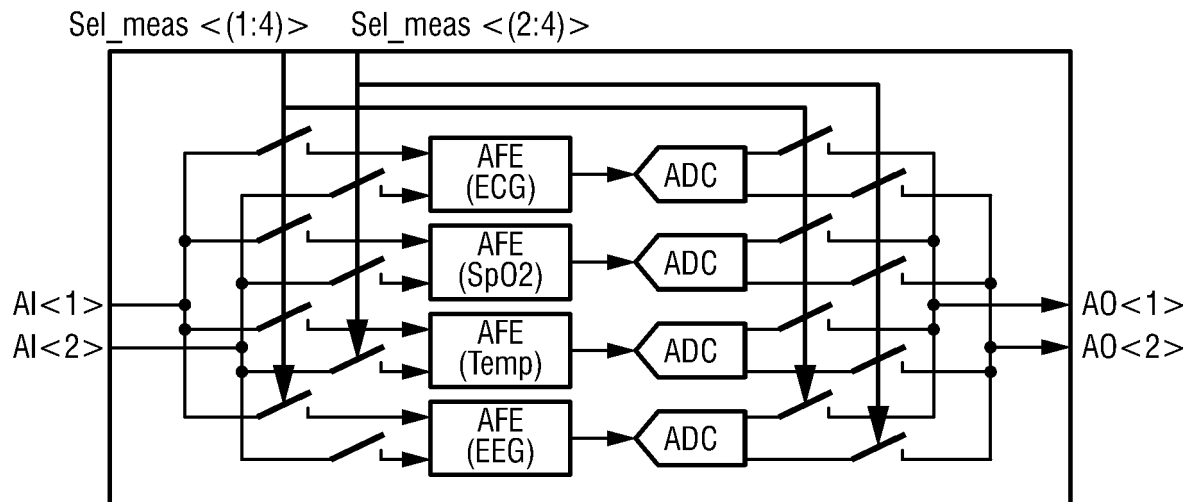 Sel_meas <(1:4)> Sel_meas <(2:4)>
AFE
(ECG)
ADC
AFE
(SpO2)
ADC
AI<1>
AO<1>
AI<2>
AO<2>
AFE
(Temp)
ADC
AFE
(EEG)
ADC